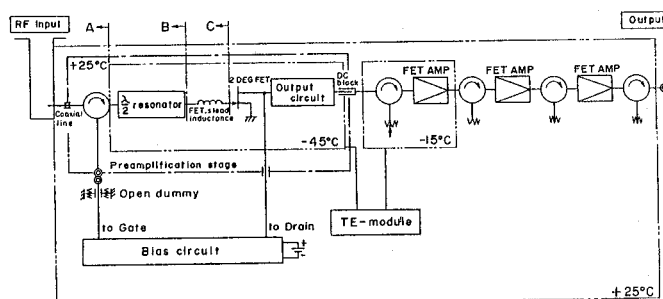 RF Input
A
B
C
Output
+25°C
2 DEG FET
DC
block
FET AMP
FET AMP
FET AMP
Coaxial
line
λ/2 resonator
FET,s lead
inductance
Output
circuit
-45°C
-15°C
Preamplification stage
Open dummy
TE-module
to Gate
to Drain
Bias circuit
+
-
+25°C